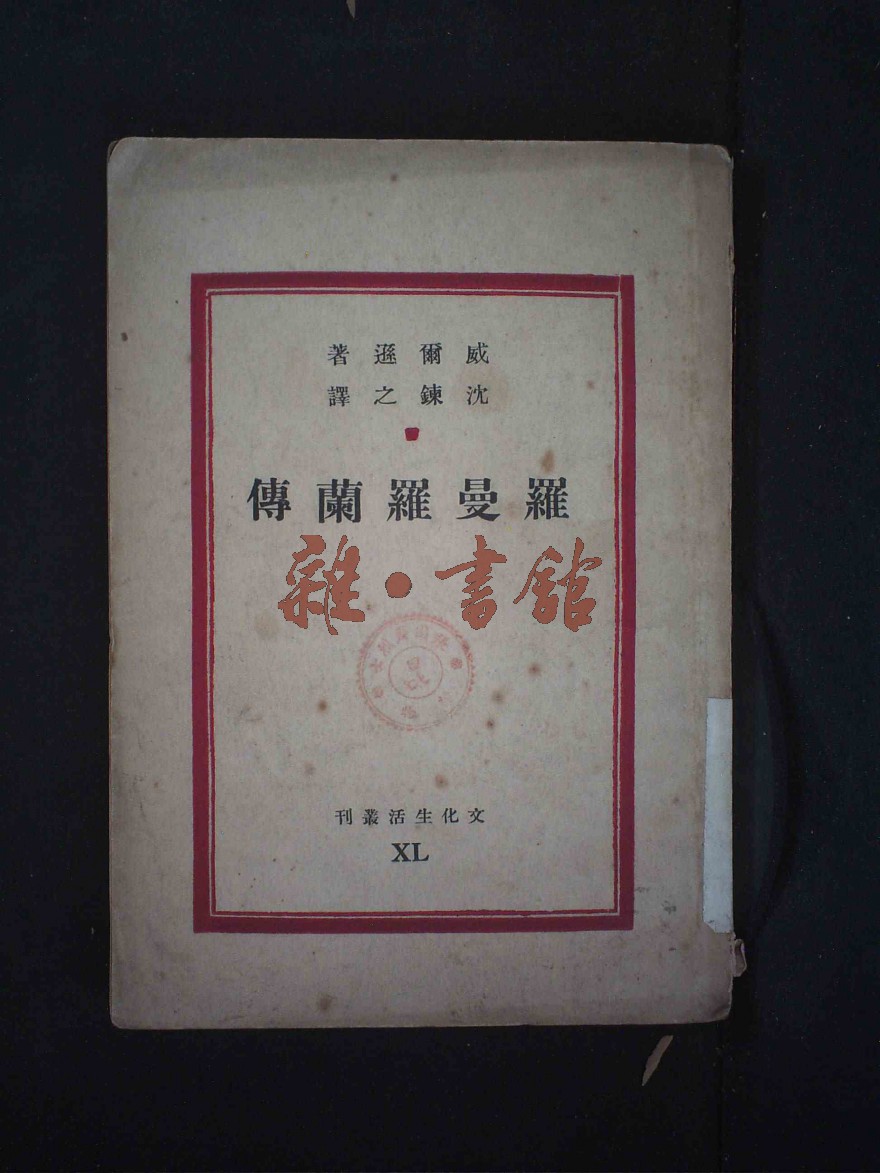 威爾遜著
沈鍊之譯
羅曼羅蘭傳
雜·書館
昆
文化生活叢刊
XL